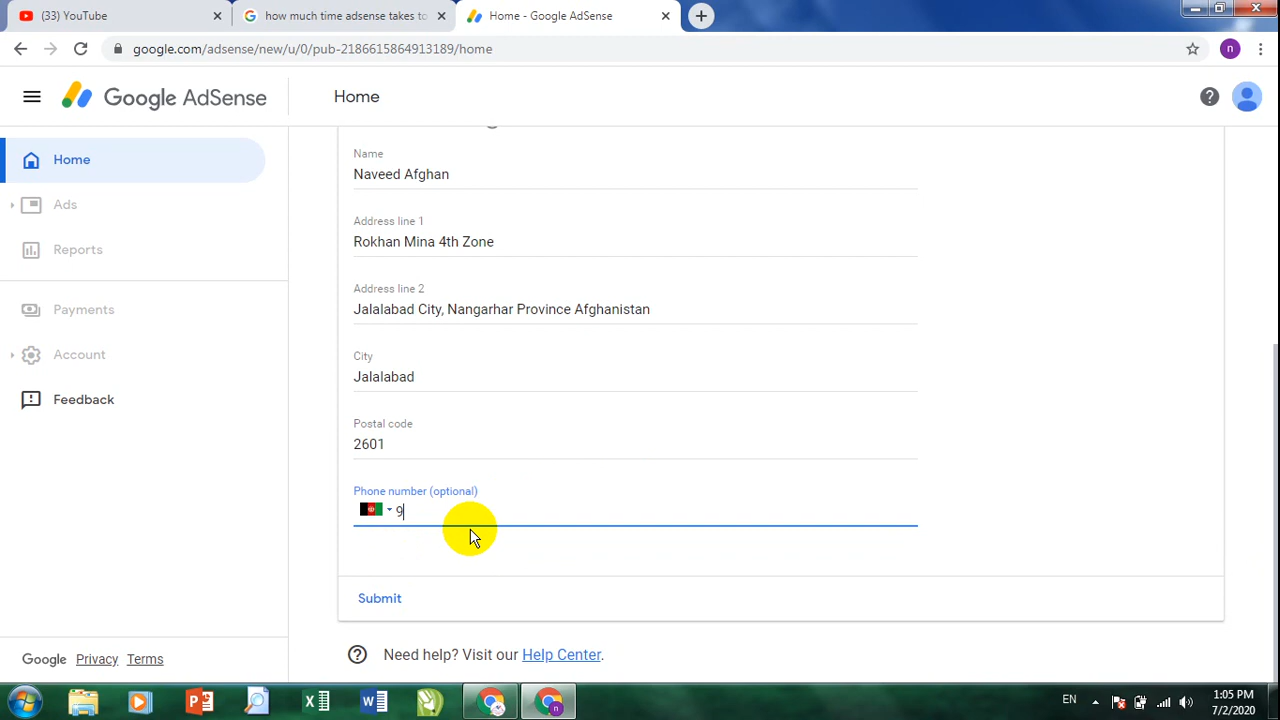 (33) YouTube
how much time adsense takes to
Home - Google AdSense
google.com/adsense/new/u/0/pub-2186615864913189/home
n
Google AdSense
Home
Home
Ads
Reports
Payments
Account
Feedback
Name
Naveed Afghan
Address line 1
Rokhan Mina 4th Zone
Address line 2
Jalalabad City, Nangarhar Province Afghanistan
City
Jalalabad
Postal code
2601
Phone number (optional)
9
Submit
Need help? Visit our Help Center.
Google Privacy Terms
EN
1:05 PM
7/2/2020